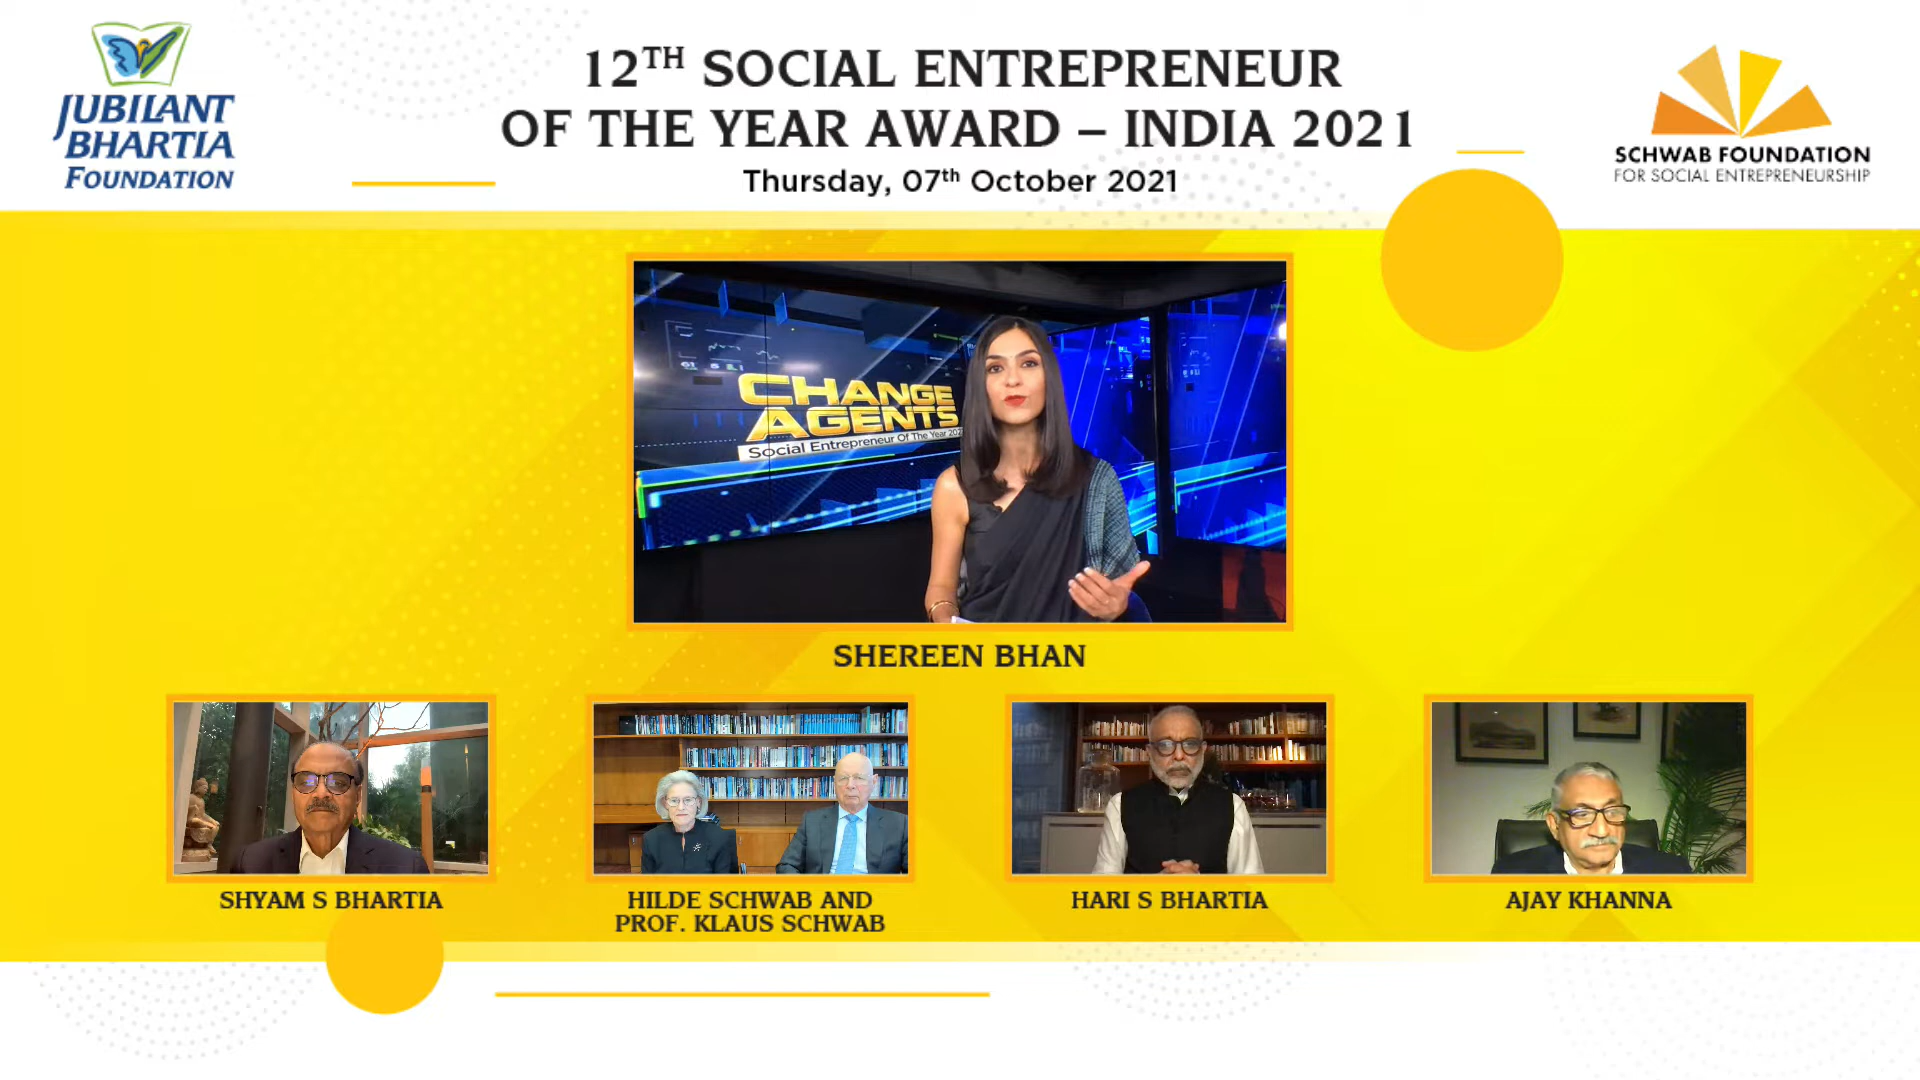 JUBILANT
BHARTIA
FOUNDATION
12TH SOCIAL ENTREPRENEUR
OF THE YEAR AWARD – INDIA 2021
Thursday, 07th October 2021
SCHWAB FOUNDATION
FOR SOCIAL ENTREPRENEURSHIP
CHANGE
AGENTS
Social Entrepreneur Of The Year
SHEREEN BHAN
SHYAM S BHARTIA
HILDE SCHWAB AND
PROF. KLAUS SCHWAB
HARI S BHARTIA
AJAY KHANNA